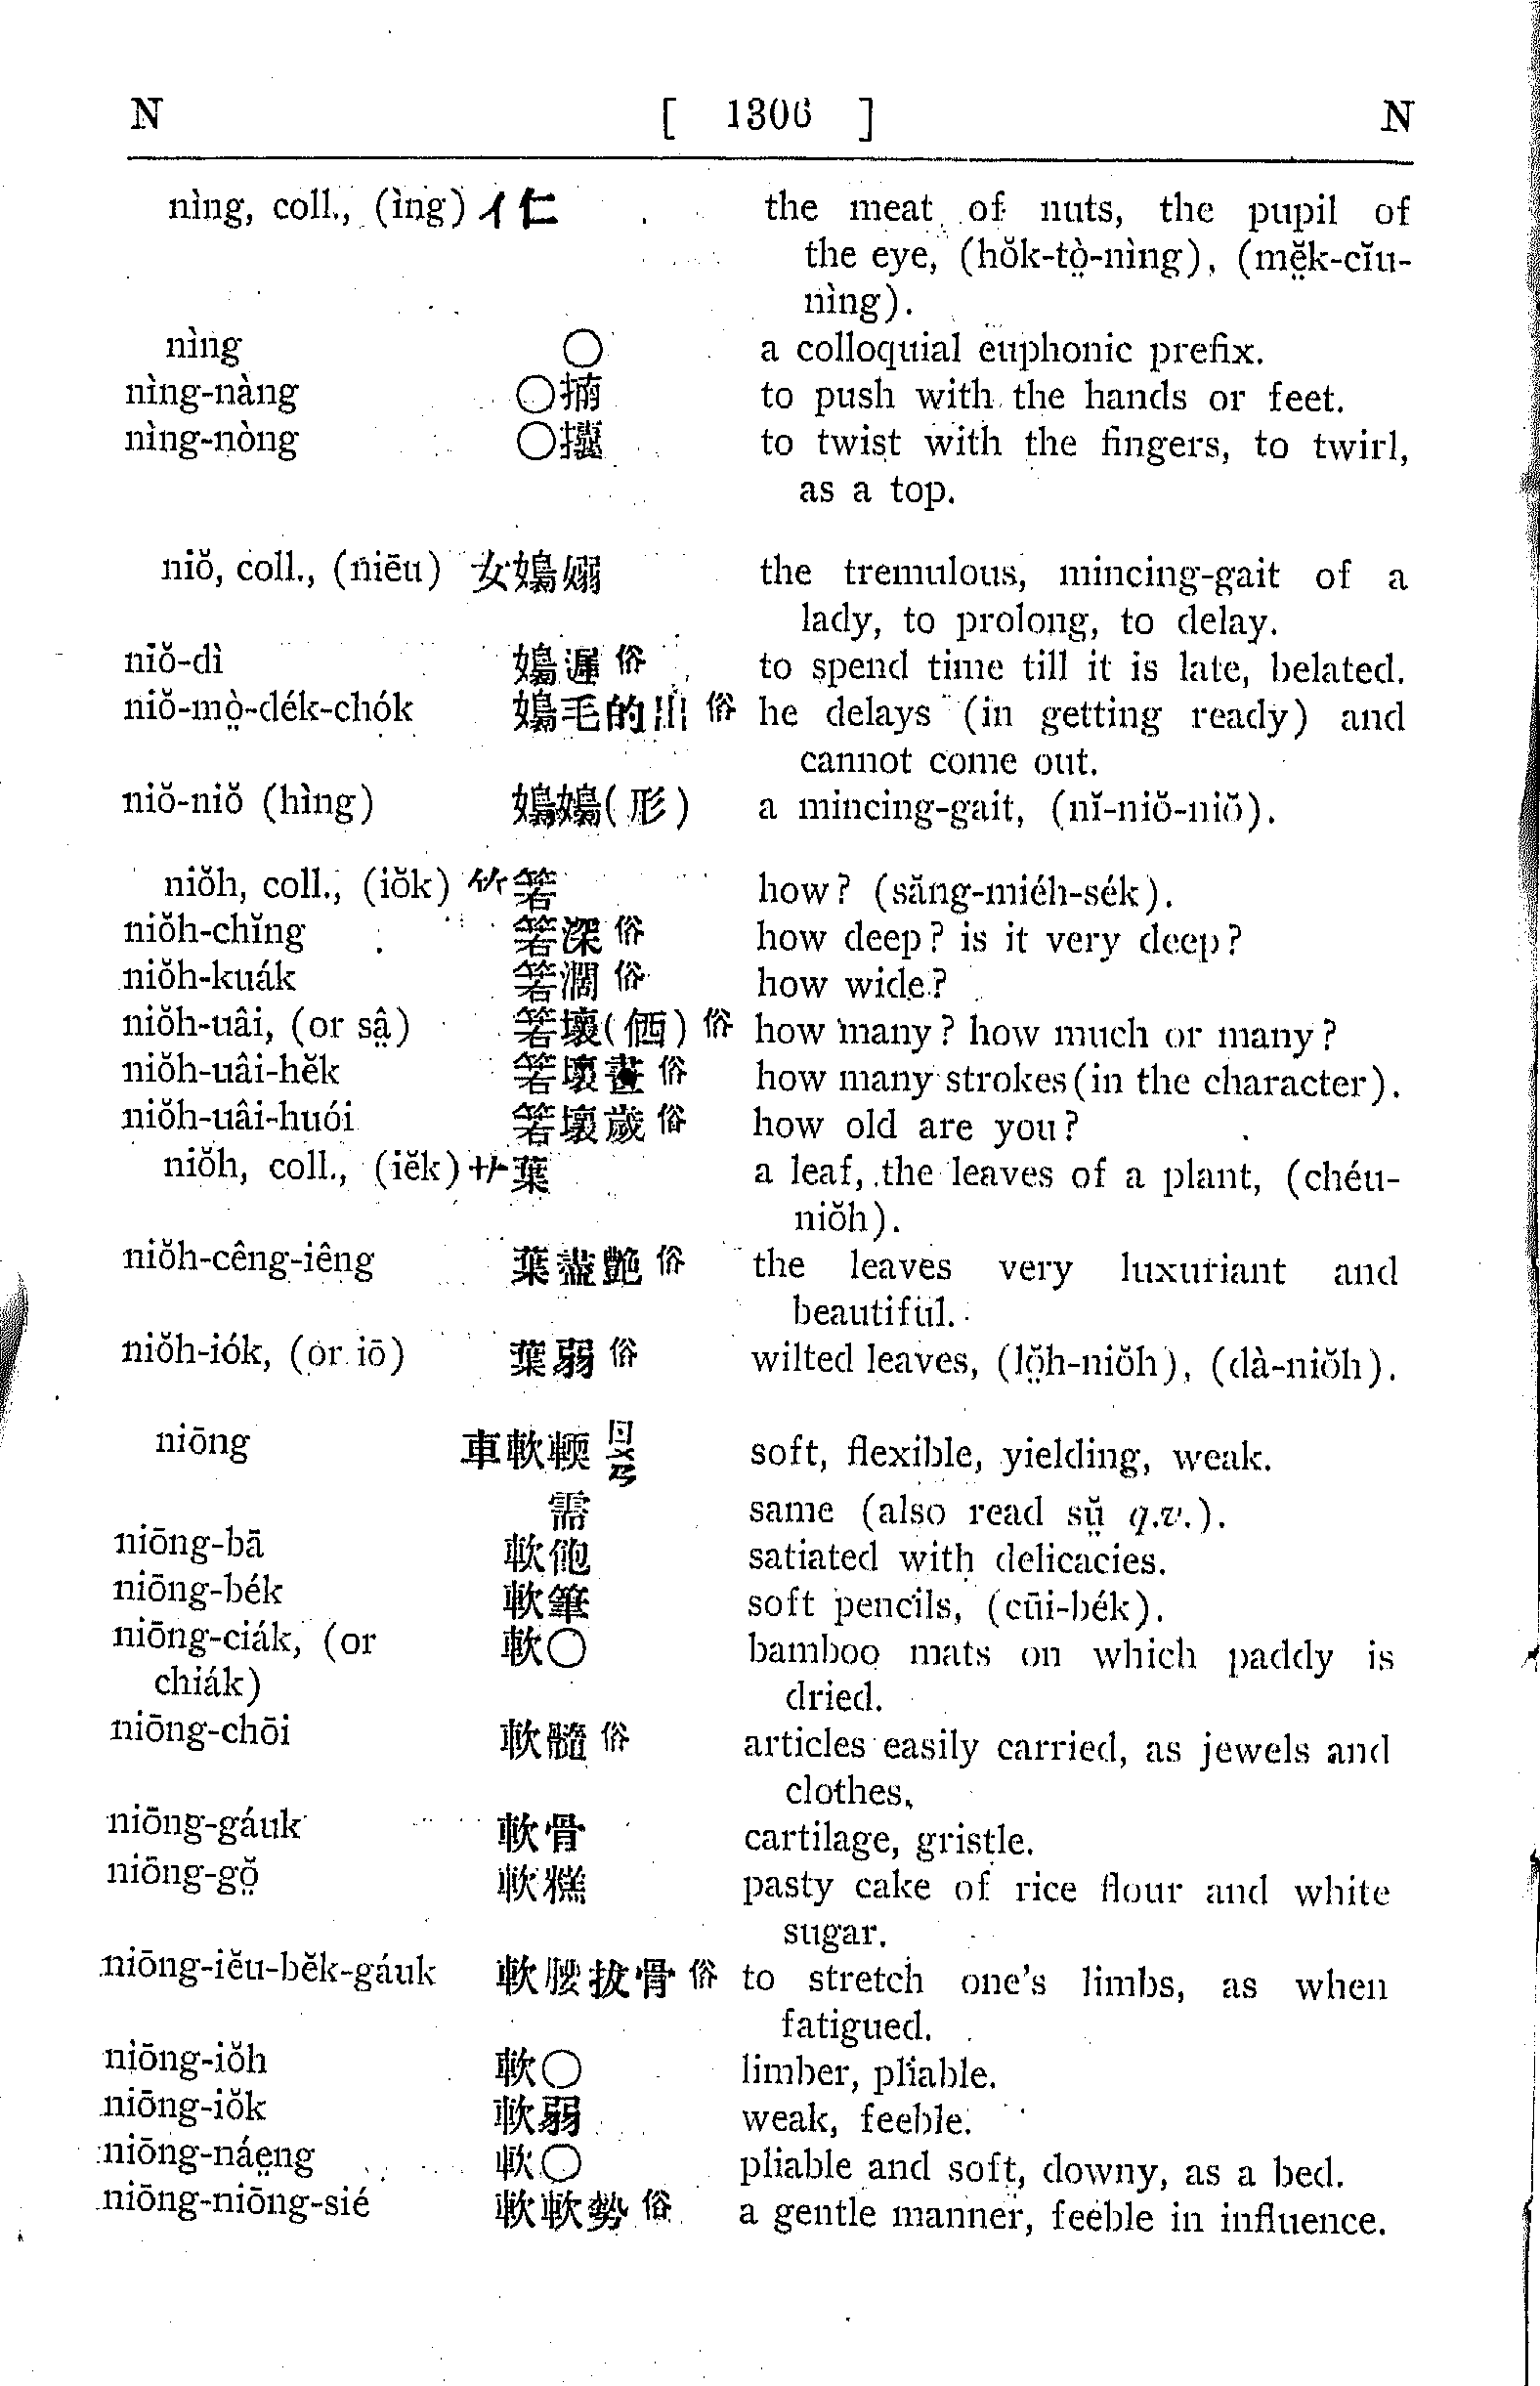 N [ 1306 ] N
nìng, coll., (ìng) 亻仁 the meat of nuts, the pupil of
the eye, (hŏk-tò̤-nìng), (mĕ̤k-cĭu-
nìng).
nìng ○ a colloquial euphonic prefix.
nìng-nàng ○揇 to push with the hands or feet.
nìng-nòng ○攮 to twist with the fingers, to twirl,
as a top.
niŏ, coll., (niēu) 女嬝嫋 the tremulous, mincing-gait of a
lady, to prolong, to delay.
niŏ-dì 嬝遲俗 to spend time till it is late, belated.
niŏ-mò̤-dék-chók 嬝毛的出俗 he delays (in getting ready) and
cannot come out.
niŏ-niŏ (hìng) 嬝嬝(形) a mincing-gait, (nĭ-niŏ-niŏ).
niŏh, coll., (iŏk) 竹箬 how? (săng-miéh-sék).
niŏh-chĭng 箬深俗 how deep? is it very deep?
niŏh-kuák 箬濶俗 how wide?
niŏh-uâi, (or sâ̤) 箬壞(㑥)俗 how many? how much or many?
niŏh-uâi-hĕk 箬壞畫俗 how many strokes (in the character).
niŏh-uâi-huói 箬壞歲俗 how old are you?
niŏh, coll., (iĕk) 艹葉 a leaf, the leaves of a plant, (chéu-
niŏh).
niŏh-cêng-iêng 葉盡艷俗 the leaves very luxuriant and
beautiful.
niŏh-iók, (or iō) 葉弱俗 wilted leaves, (lŏ̤h-niŏh), (dà-niŏh).
niōng 車軟輭 ㄖㄨㄢ soft, flexible, yielding, weak.
需 same (also read sṳ̆ q.v.).
niōng-bā 軟飽 satiated with delicacies.
niōng-bék 軟筆 soft pencils, (cūi-bék).
niōng-ciák, (or 軟○ bamboo mats on which paddy is
chiák) dried.
niōng-chōi 軟髓俗 articles easily carried, as jewels and
clothes,
niōng-gáuk 軟骨 cartilage, gristle.
niōng-gŏ̤ 軟糕 pasty cake of rice flour and white
sugar.
niōng-iĕu-bĕk-gáuk 軟腰拔骨俗 to stretch one's limbs, as when
fatigued.
niōng-iŏh 軟○ limber, pliable.
niōng-iŏk 軟弱 weak, feeble.
niōng-náe̤ng 軟○ pliable and soft, downy, as a bed.
niōng-niōng-sié 軟軟勢俗 a gentle manner, feeble in influence.